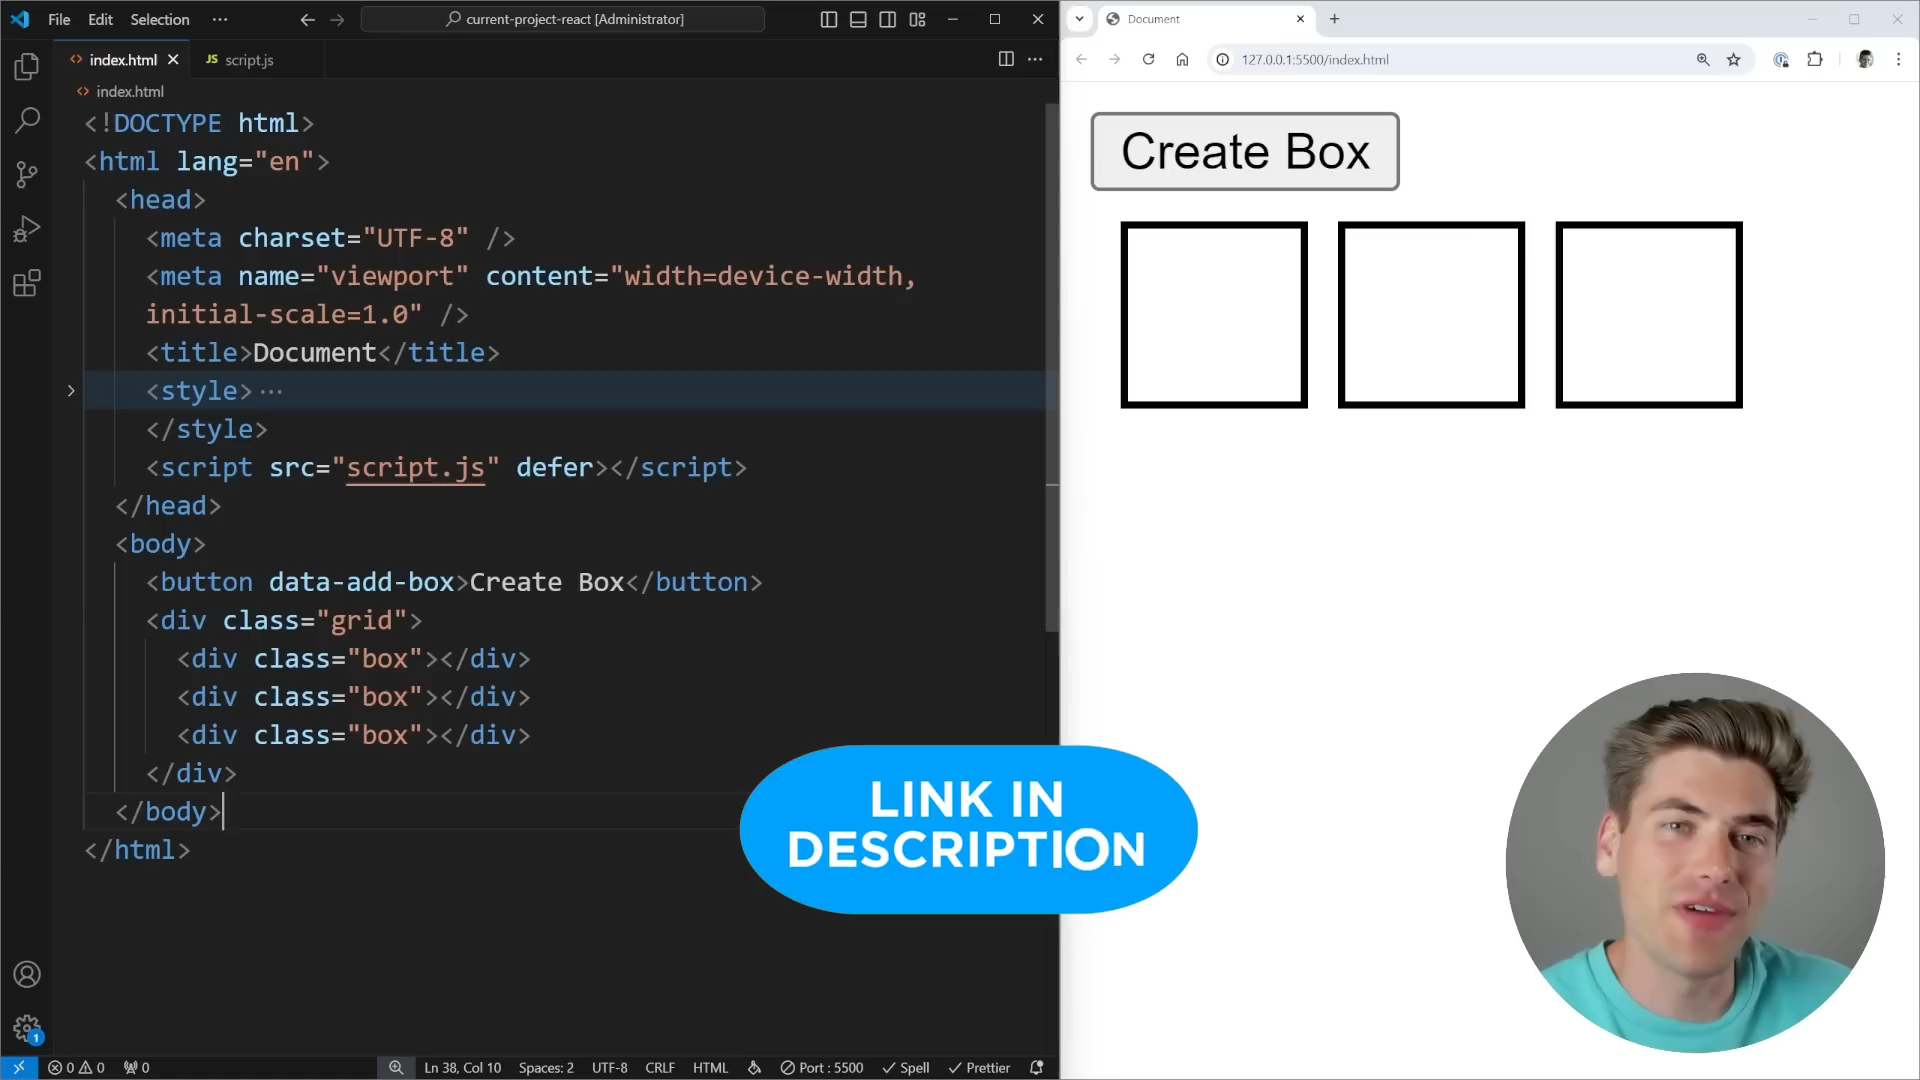 File Edit Selection ···
current-project-react [Administrator]
index.html
JS script.js
index.html
<!DOCTYPE html>
<html lang="en">
<head>
<meta charset="UTF-8" />
<meta name="viewport" content="width=device-width,
initial-scale=1.0" />
<title>Document</title>
<style>···
</style>
<script src="script.js" defer></script>
</head>
<body>
<button data-add-box>Create Box</button>
<div class="grid">
<div class="box"></div>
<div class="box"></div>
<div class="box"></div>
</div>
</body>
</html>
1
0 0 0 Ln 38, Col 10 Spaces: 2 UTF-8 CRLF HTML Port : 5500 Spell Prettier
Document
127.0.0.1:5500/index.html
Create Box
LINK IN
DESCRIPTION